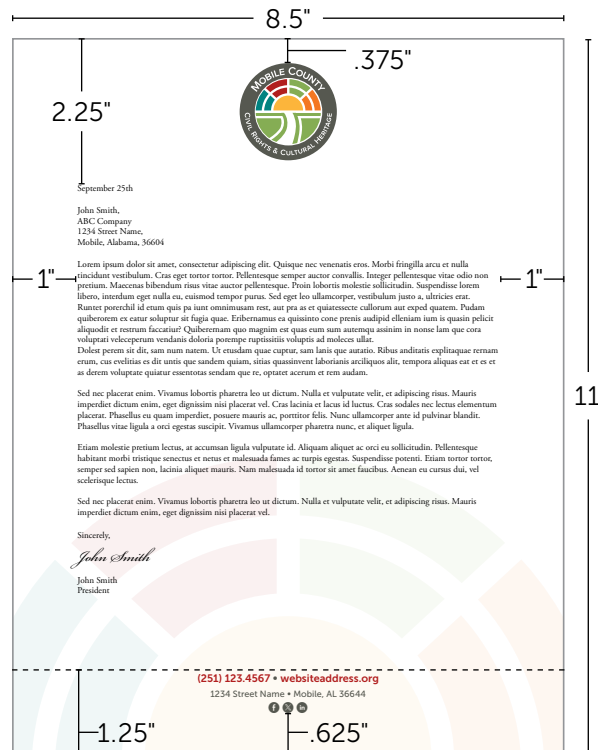 8.5"
.375"
MOBILE COUNTY
CIVIL RIGHTS & CULTURAL HERITAGE
2.25"
September 25th
John Smith,
ABC Company
1234 Street Name,
Mobile, Alabama, 36604
Lorem ipsum dolor sit amet, consectetur adipiscing elit. Quisque nec venenatis eros. Morbi fringilla arcu et nulla
tincidunt vestibulum. Cras eget tortor tortor. Pellentesque semper auctor convallis. Integer pellentesque vitae odio non
pretium. Maecenas bibendum risus vitae auctor pellentesque. Proin lobortis molestie sollicitudin. Suspendisse lorem
libero, interdum eget nulla eu, euismod tempor purus. Sed eget leo ullamcorper, vestibulum justo a, ultricies erat.
Runtet porerchil id etum quis pa iunt omnimusam rest, aut pra as et quiatessecte cullorum aut exped quatem. Pudam
quiberorem ex eatur soluptur sit fugia quae. Eribernamus ea quissinto cone prenis audipid elleniam ium is quasin pelicit
aliquodit et restrum faccatiur? Quiberemquo magnim est quas eum sum autemqu assinim in nonse lam que cora
voluptati veleceperum vendanis doloria potempe ruptissitiis voluptis ad moleces ullat.
Dolest perem sit dit, sam num natem. Ut etusdam quae cuptur, sam lanis que autatio. Ribus anditatis explitaquae ternam
erum, cus evelitias es dit untis que sandem quiam, sitias quassinvent laborianis arciliquos alit, tempora aliquas eat et es et
as derem voluptate quiatur essentotas sendam que re, optatet acerum et rem audam.
1"
1"
11
Sed nec placerat enim. Vivamus lobortis pharetra leo ut dictum. Nulla et vulputate velit, et adipiscing risus. Mauris
imperdiet dictum enim, eget dignissim nisi placerat vel. Cras lacinia et lacus id luctus. Cras sodales nec lectus elementum
placerat. Phasellus eu quam imperdiet, posuere mauris ac, porttitor felis. Nunc ullamcorper ante id pulvinar blandit.
Phasellus vitae ligula a orci egestas suscipit. Vivamus ullamcorper pharetra nunc, et aliquet ligula.
Etiam molestie pretium lectus, at accumsan ligula vulputate id. Aliquam aliquet ac orci eu sollicitudin. Pellentesque
habitant morbi tristique senectus et netus et malesuada fames ac turpis egestas. Suspendisse potenti. Etiam tortor tortor,
semper sed sapien non, lacinia aliquet mauris. Nam malesuada id tortor sit amet faucibus. Aenean eu cursus dui, vel
scelerisque lectus.
Sed nec placerat enim. Vivamus lobortis pharetra leo ut dictum. Nulla et vulputate velit, et adipiscing risus. Mauris
imperdiet dictum enim, eget dignissim nisi placerat vel.
Sincerely,
John Smith
John Smith
President
(251) 123.4567 • websiteaddress.org
1234 Street Name • Mobile, AL 36644
1.25"
.625"